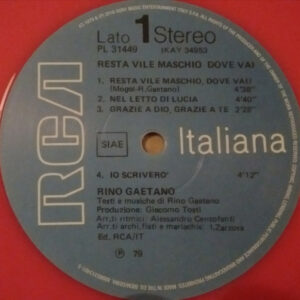 Lato 1 Stereo
PL 31449 (KAY 34953)
RESTA VILE MASCHIO, DOVE VAI
1. RESTA VILE MASCHIO, DOVE VAI?
(Mogol-R.Gaetano) 4'38"
2. NEL LETTO DI LUCIA 4'40"
3. GRAZIE A DIO, GRAZIE A TE 3'28"
RCA
SIAE
Italiana
4. IO SCRIVERO' 4'12"
RINO GAETANO
Testi e musiche di Rino Gaetano
Produzione: Giacomo Tosti
Arr.ti ritmici: Alessandro Centofanti
Arr.ti archi, fiati e mariachis:
Ed. RCA/IT
℗ 79